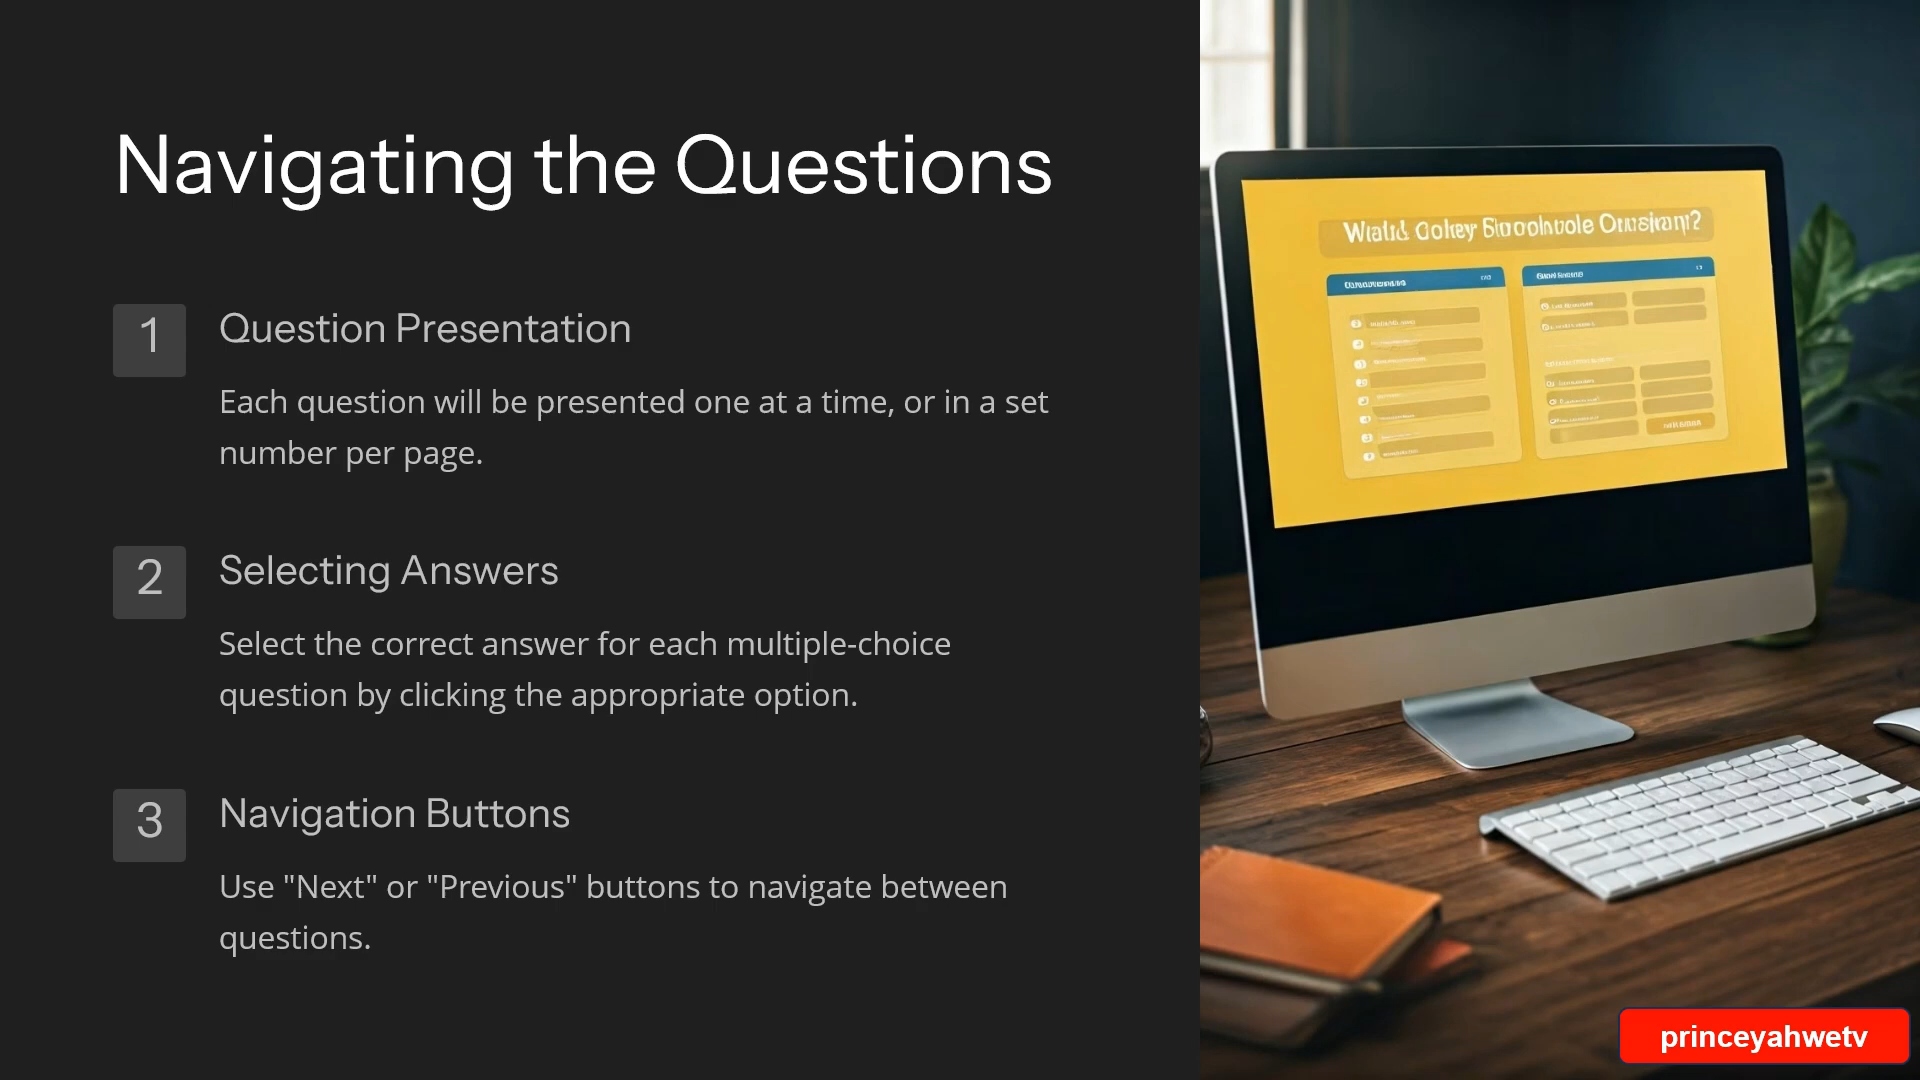 Navigating the Questions
1
Question Presentation
Each question will be presented one at a time, or in a set
number per page.
2
Selecting Answers
Select the correct answer for each multiple-choice
question by clicking the appropriate option.
3
Navigation Buttons
Use "Next" or "Previous" buttons to navigate between
questions.
princeyahwetv